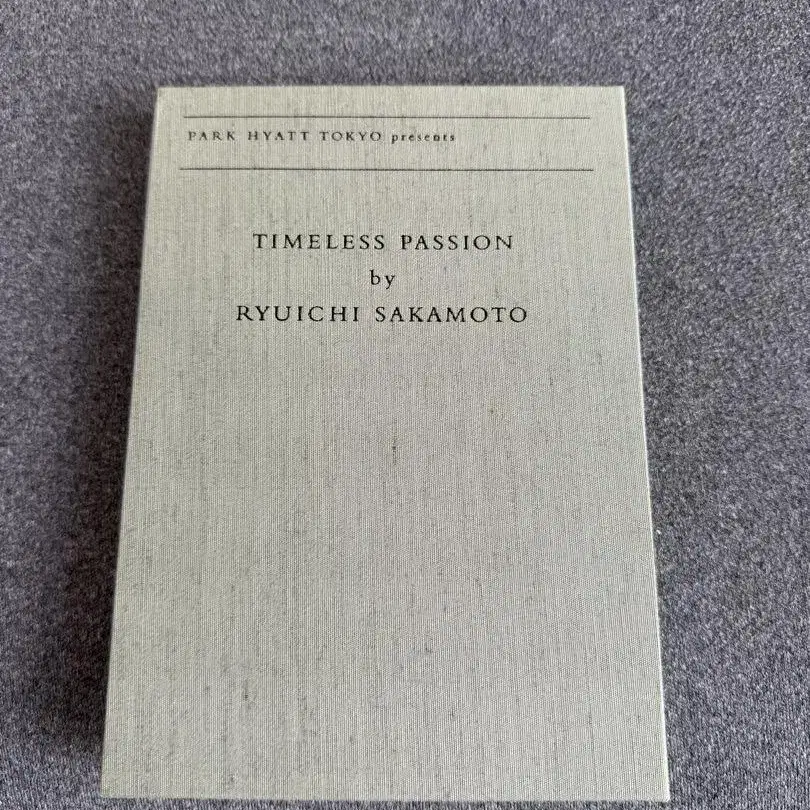 PARK HYATT TOKYO presents
TIMELESS PASSION
by
RYUICHI SAKAMOTO